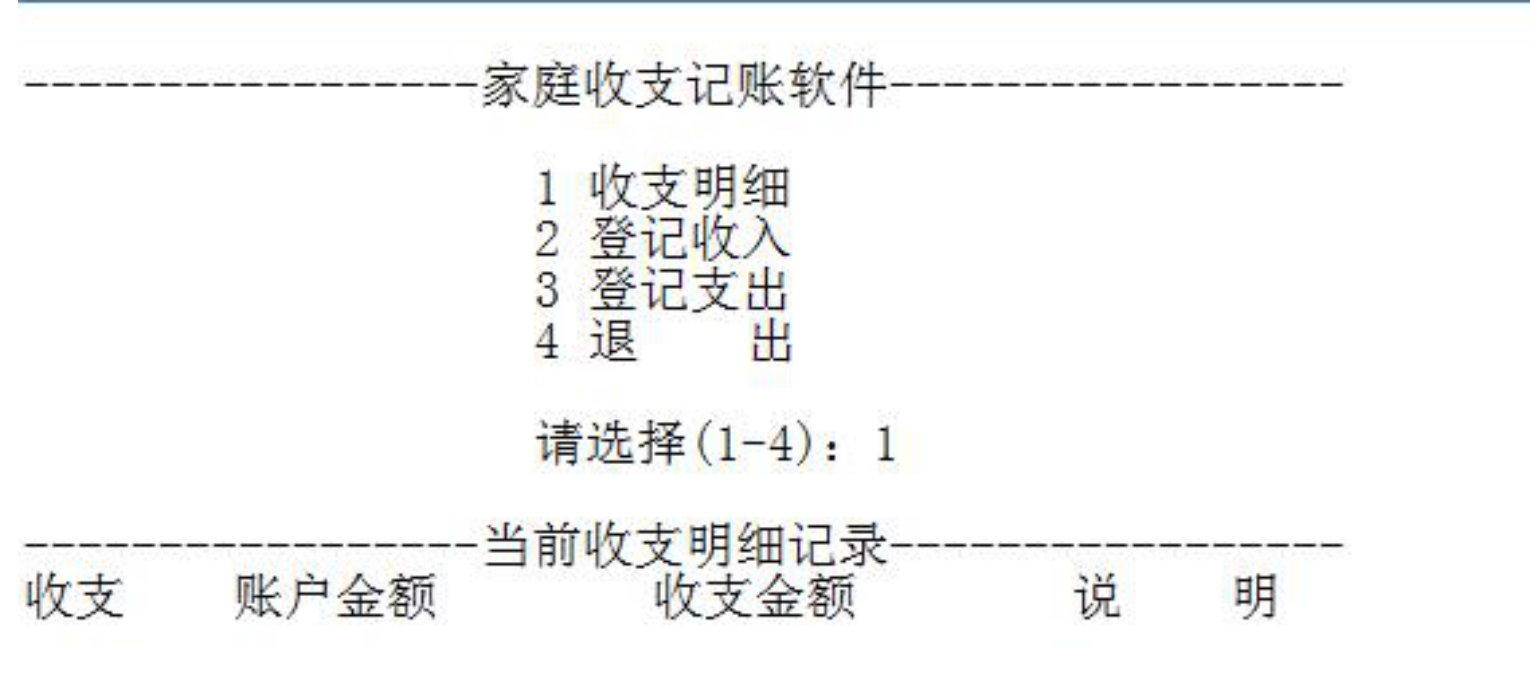 -----------------家庭收支记账软件-----------------
1 收支明细
2 登记收入
3 登记支出
4 退    出
请选择(1-4)：1
-----------------当前收支明细记录-----------------
收支    账户金额        收支金额        说    明